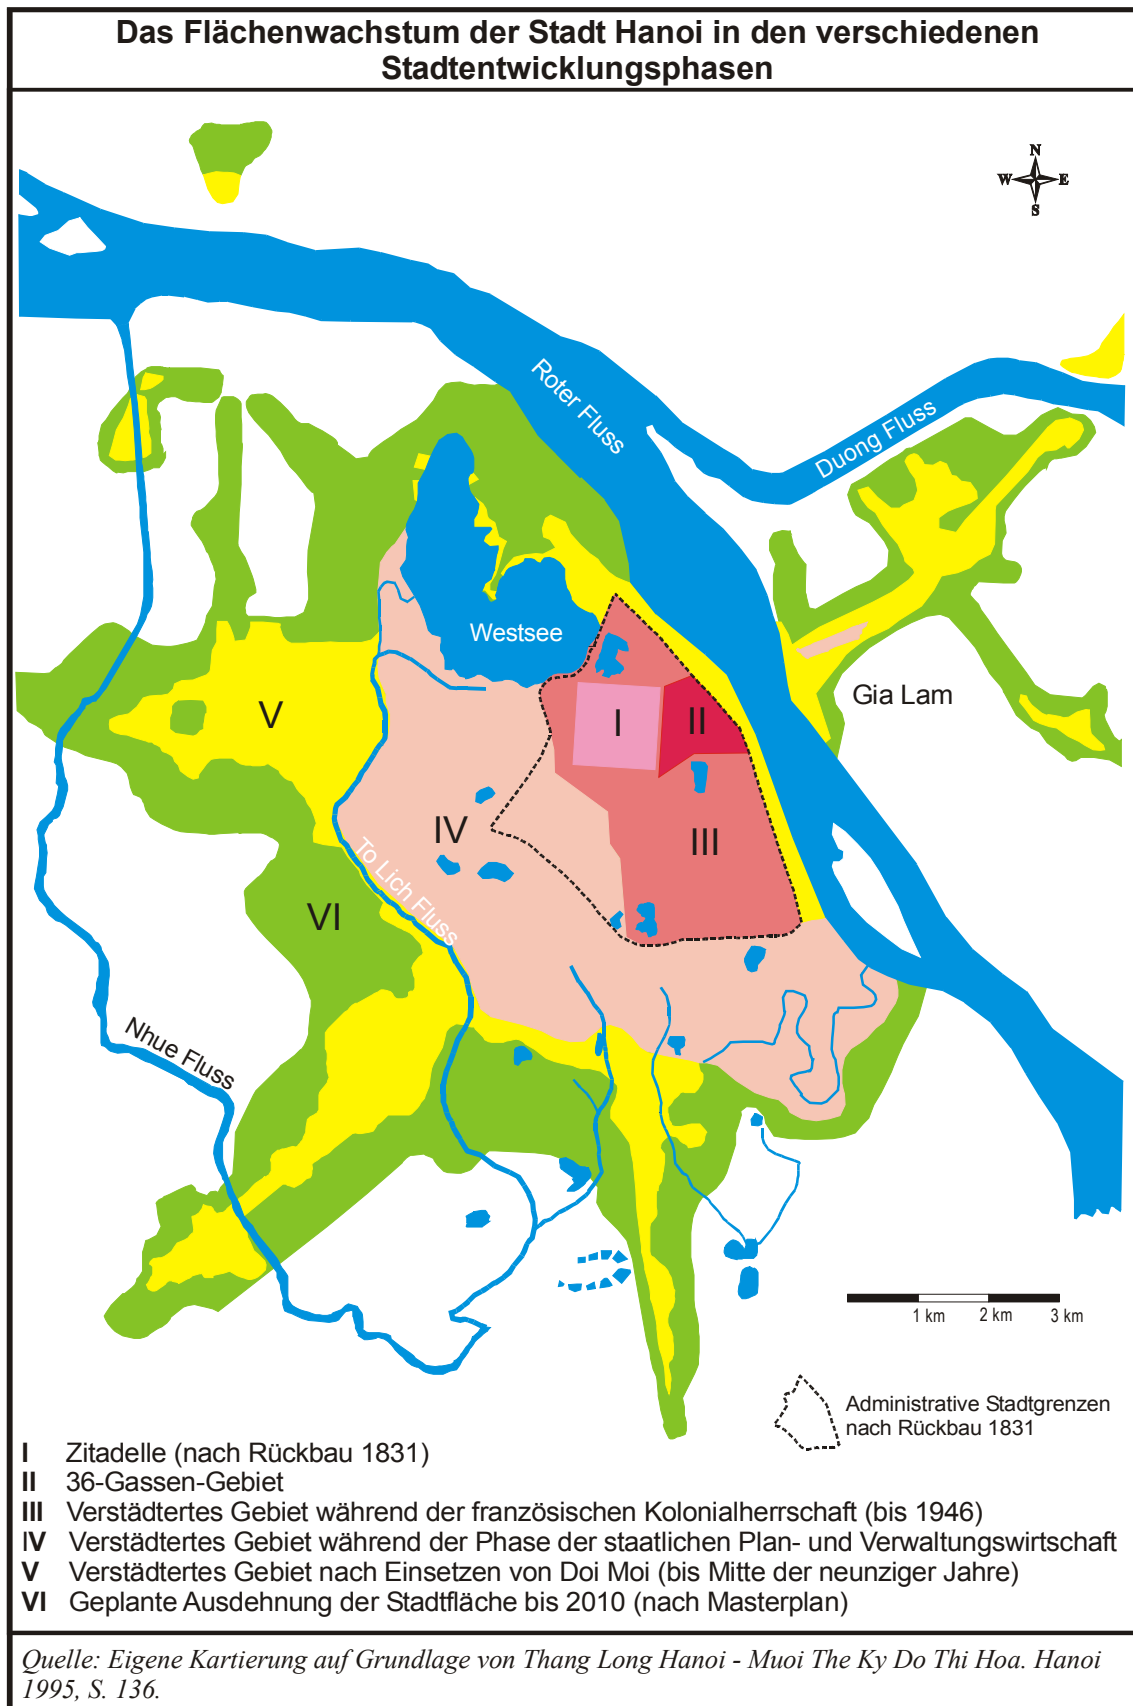 Das Flächenwachstum der Stadt Hanoi in den verschiedenen
Stadtentwicklungsphasen
N
W E
S
Roter Fluss
Duong Fluss
Westsee
Gia Lam
I
II
III
IV
V
VI
To Lich Fluss
Nhue Fluss
1 km 2 km 3 km
Administrative Stadtgrenzen
nach Rückbau 1831
I Zitadelle (nach Rückbau 1831)
II 36-Gassen-Gebiet
III Verstädtertes Gebiet während der französischen Kolonialherrschaft (bis 1946)
IV Verstädtertes Gebiet während der Phase der staatlichen Plan- und Verwaltungswirtschaft
V Verstädtertes Gebiet nach Einsetzen von Doi Moi (bis Mitte der neunziger Jahre)
VI Geplante Ausdehnung der Stadtfläche bis 2010 (nach Masterplan)
Quelle: Eigene Kartierung auf Grundlage von Thang Long Hanoi - Muoi The Ky Do Thi Hoa. Hanoi
1995, S. 136.